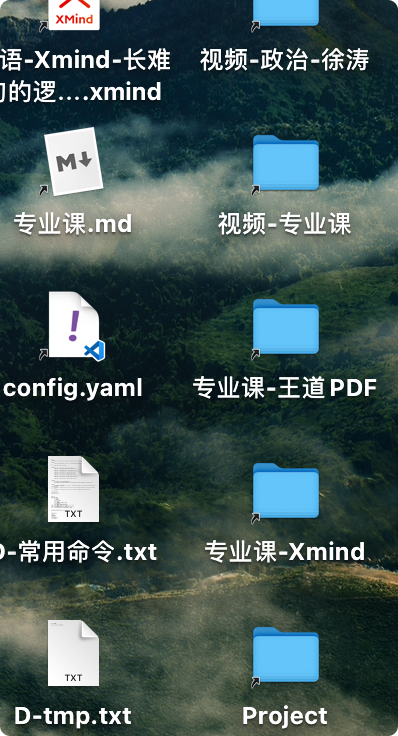 XMind
语-Xmind-长难
的逻....xmind
视频-政治-徐涛
M
专业课.md
视频-专业课
config.yaml
专业课-王道PDF
TXT
-常用命令.txt
专业课-Xmind
TXT
D-tmp.txt
Project